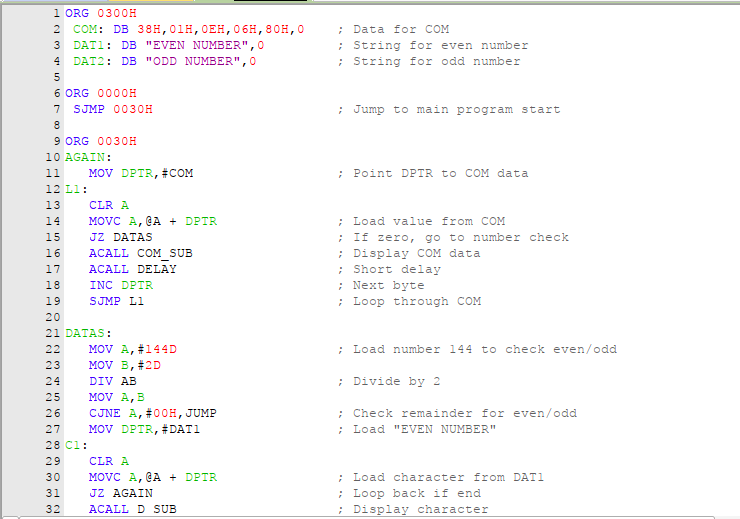 1 ORG 0300H
2 COM: DB 38H,01H,0EH,06H,80H,0 ; Data for COM
3 DAT1: DB "EVEN NUMBER",0 ; String for even number
4 DAT2: DB "ODD NUMBER",0 ; String for odd number
5
6 ORG 0000H
7 SJMP 0030H ; Jump to main program start
8
9 ORG 0030H
10 AGAIN:
11 MOV DPTR,#COM ; Point DPTR to COM data
12 L1:
13 CLR A
14 MOVC A,@A + DPTR ; Load value from COM
15 JZ DATAS ; If zero, go to number check
16 ACALL COM_SUB ; Display COM data
17 ACALL DELAY ; Short delay
18 INC DPTR ; Next byte
19 SJMP L1 ; Loop through COM
20
21 DATAS:
22 MOV A,#144D ; Load number 144 to check even/odd
23 MOV B,#2D
24 DIV AB ; Divide by 2
25 MOV A,B
26 CJNE A,#00H,JUMP ; Check remainder for even/odd
27 MOV DPTR,#DAT1 ; Load "EVEN NUMBER"
28 C1:
29 CLR A
30 MOVC A,@A + DPTR ; Load character from DAT1
31 JZ AGAIN ; Loop back if end
32 ACALL D_SUB ; Display character